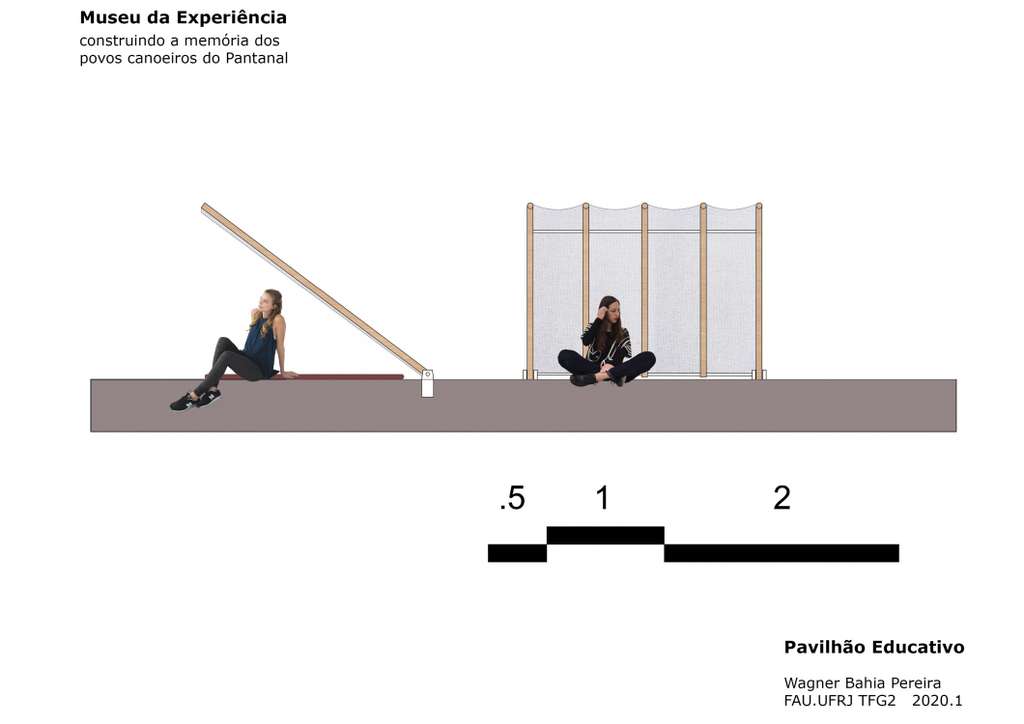 Museu da Experiência
construindo a memória dos
povos canoeiros do Pantanal
.5 1 2
Pavilhão Educativo
Wagner Bahia Pereira
FAU.UFRJ TFG2 2020.1